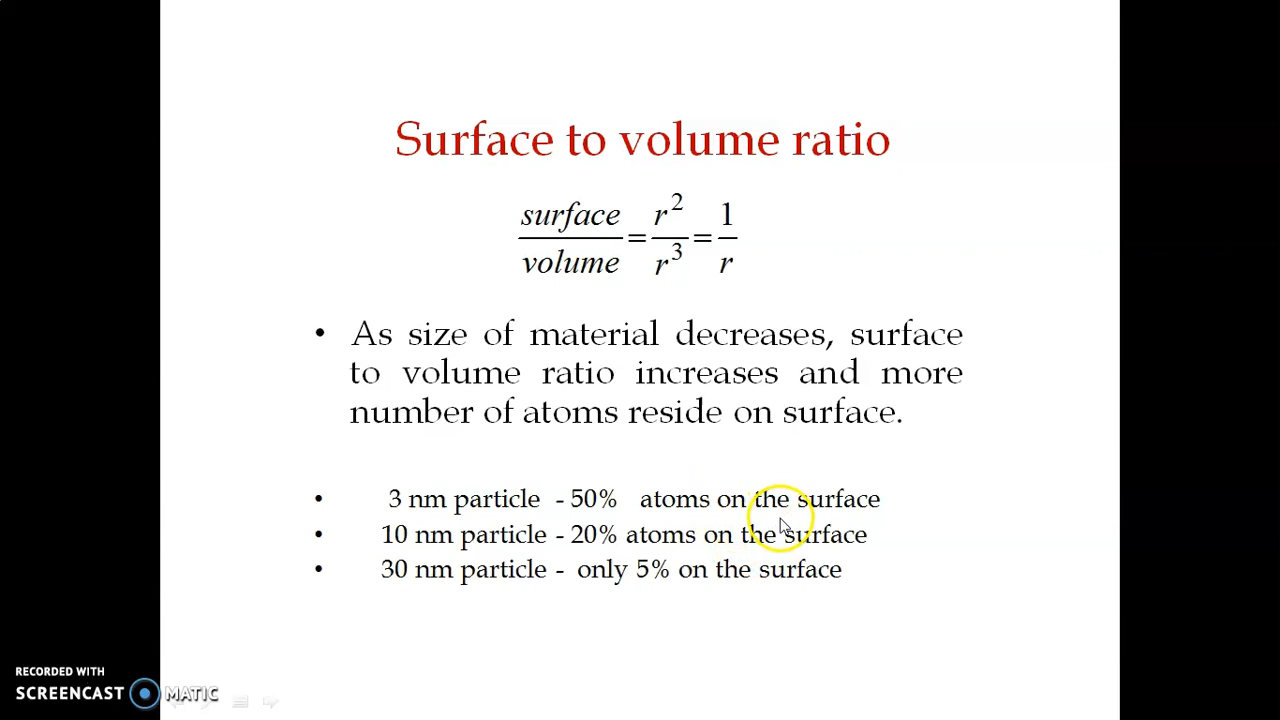 Surface to volume ratio
surface/volume = r²/r³ = 1/r
• As size of material decreases, surface
to volume ratio increases and more
number of atoms reside on surface.
• 3 nm particle - 50% atoms on the surface
• 10 nm particle - 20% atoms on the surface
• 30 nm particle - only 5% on the surface
RECORDED WITH
SCREENCAST MATIC